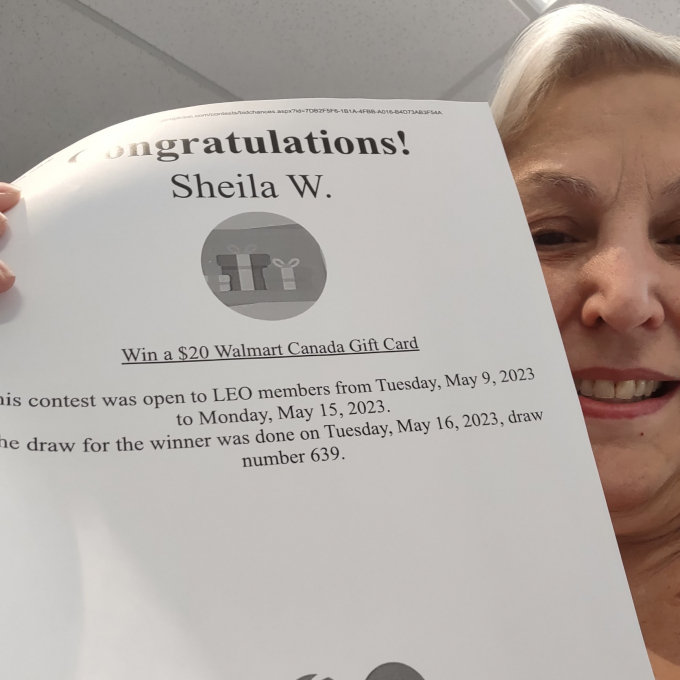 ongratulations!
Sheila W.
Win a $20 Walmart Canada Gift Card
his contest was open to LEO members from Tuesday, May 9, 2023
to Monday, May 15, 2023.
he draw for the winner was done on Tuesday, May 16, 2023, draw
number 639.